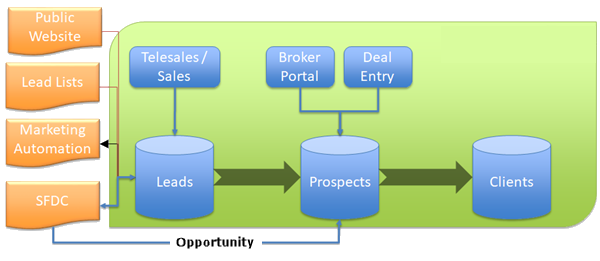 Public
Website
Lead Lists
Marketing
Automation
SFDC
Telesales /
Sales
Broker
Portal
Deal
Entry
Leads
Prospects
Clients
Opportunity